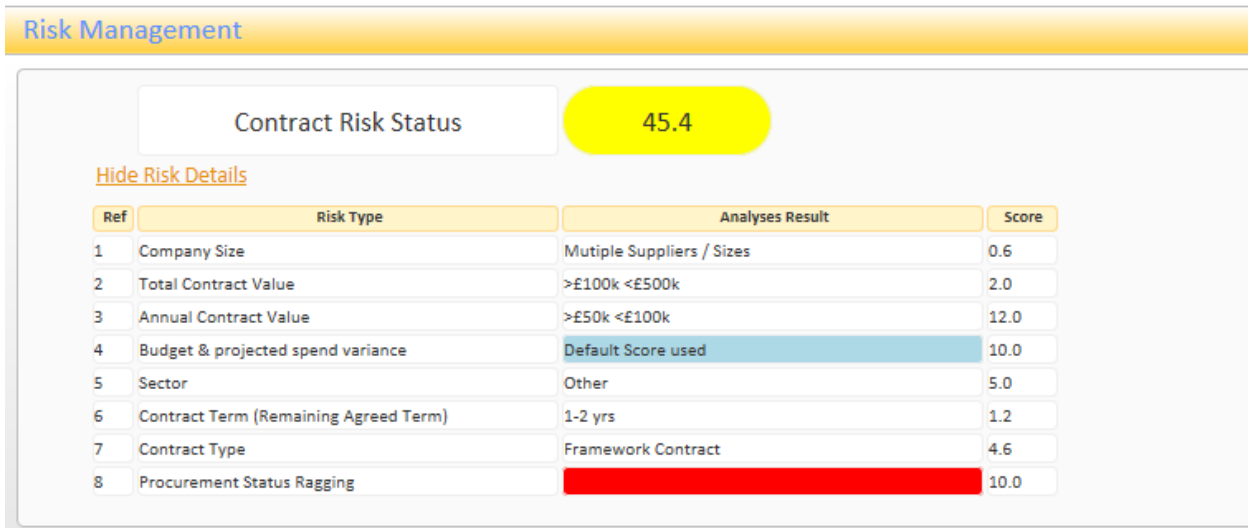 Risk Management
Contract Risk Status 45.4
Hide Risk Details
Ref Risk Type Analyses Result Score
1 Company Size Mutiple Suppliers / Sizes 0.6
2 Total Contract Value >£100k <£500k 2.0
3 Annual Contract Value >£50k <£100k 12.0
4 Budget & projected spend variance Default Score used 10.0
5 Sector Other 5.0
6 Contract Term (Remaining Agreed Term) 1-2 yrs 1.2
7 Contract Type Framework Contract 4.6
8 Procurement Status Ragging 10.0